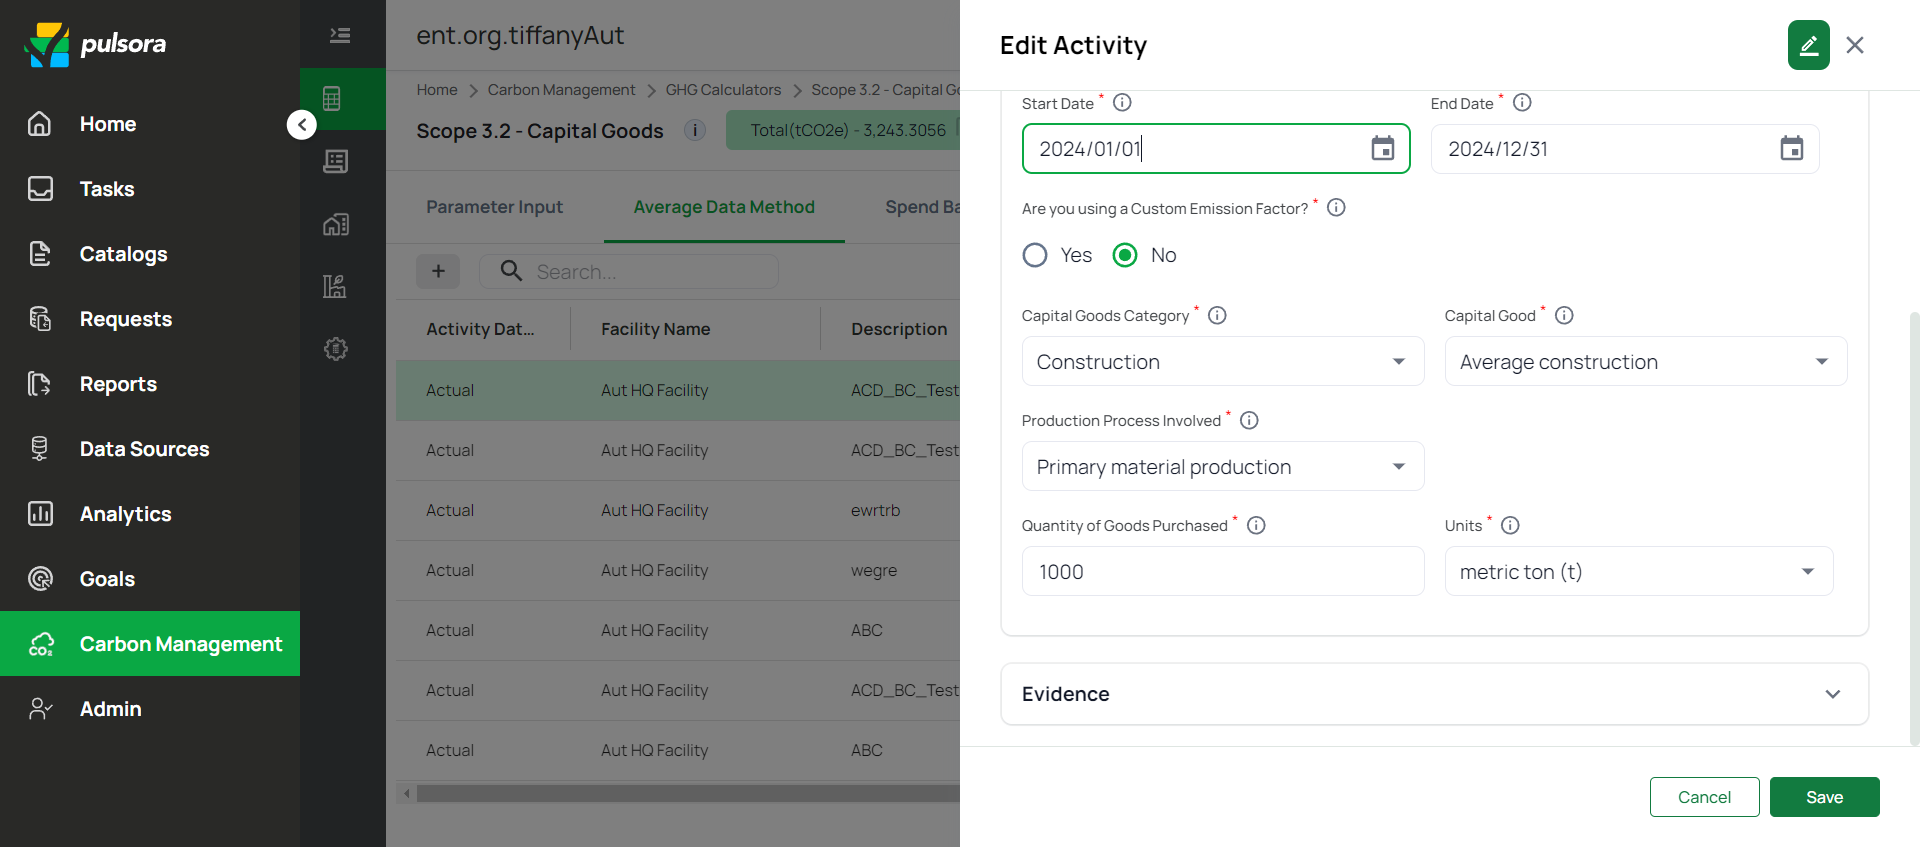 pulsora
Home
Tasks
Catalogs
Requests
Reports
Data Sources
Analytics
Goals
CO₂ Carbon Management
Admin
ent.org.tiffanyAut
Home > Carbon Management > GHG Calculators > Scope 3.2 - Capital Go
Scope 3.2 - Capital Goods i Total(tCO2e) - 3,243.3056
Parameter Input Average Data Method Spend Ba
+ Search...
Activity Dat... Facility Name Description
Actual Aut HQ Facility ACD_BC_Test
Actual Aut HQ Facility ACD_BC_Test
Actual Aut HQ Facility ewrtrb
Actual Aut HQ Facility wegre
Actual Aut HQ Facility ABC
Actual Aut HQ Facility ACD_BC_Test
Actual Aut HQ Facility ABC
Edit Activity
Start Date * End Date *
2024/01/01 2024/12/31
Are you using a Custom Emission Factor? *
Yes No
Capital Goods Category * Capital Good *
Construction Average construction
Production Process Involved *
Primary material production
Quantity of Goods Purchased * Units *
1000 metric ton (t)
Evidence
Cancel Save